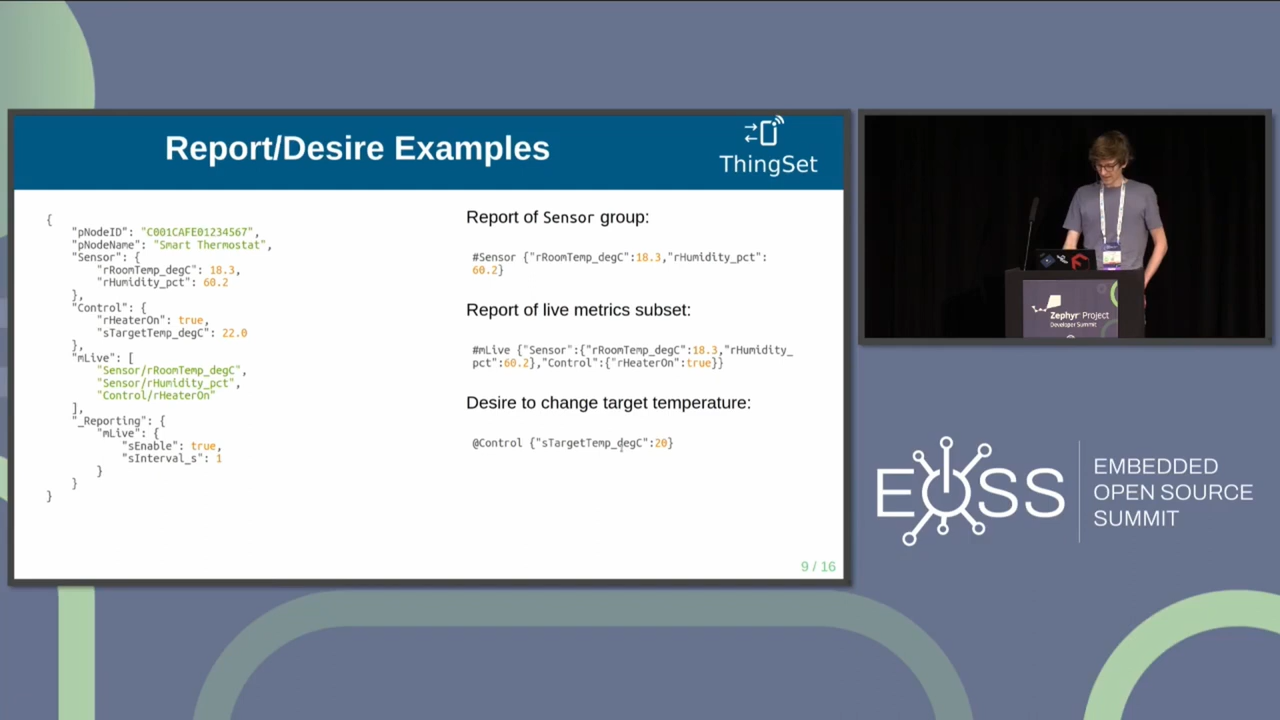 Report/Desire Examples
ThingSet
{
"pNodeID": "C001CAFE01234567",
"pNodeName": "Smart Thermostat",
"Sensor": {
"rRoomTemp_degC": 18.3,
"rHumidity_pct": 60.2
},
"Control": {
"rHeaterOn": true,
"sTargetTemp_degC": 22.0
},
"mLive": [
"Sensor/rRoomTemp_degC",
"Sensor/rHumidity_pct",
"Control/rHeaterOn"
],
"_Reporting": {
"mLive": {
"sEnable": true,
"sInterval_s": 1
}
}
}
Report of Sensor group:
#Sensor {"rRoomTemp_degC":18.3,"rHumidity_pct":
60.2}
Report of live metrics subset:
#mLive {"Sensor":{"rRoomTemp_degC":18.3,"rHumidity_
pct":60.2},"Control":{"rHeaterOn":true}}
Desire to change target temperature:
@Control {"sTargetTemp_degC":20}
9 / 16
Zephyr Project
Developer Summit
EOSS
EMBEDDED
OPEN SOURCE
SUMMIT